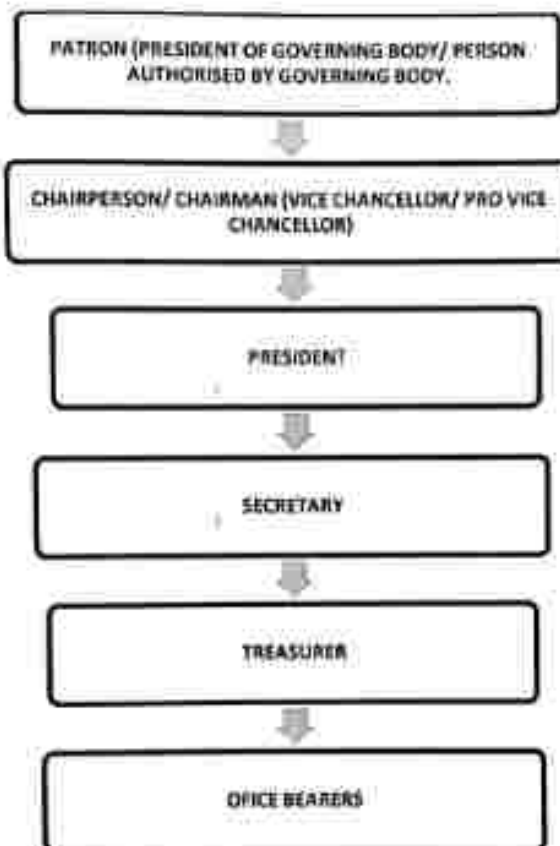 PATRON (PRESIDENT OF GOVERNING BODY/ PERSON
AUTHORISED BY GOVERNING BODY.
CHAIRPERSON/ CHAIRMAN (VICE CHANCELLOR/ PRO VICE
CHANCELLOR)
PRESIDENT
SECRETARY
TREASURER
OFICE BEARERS